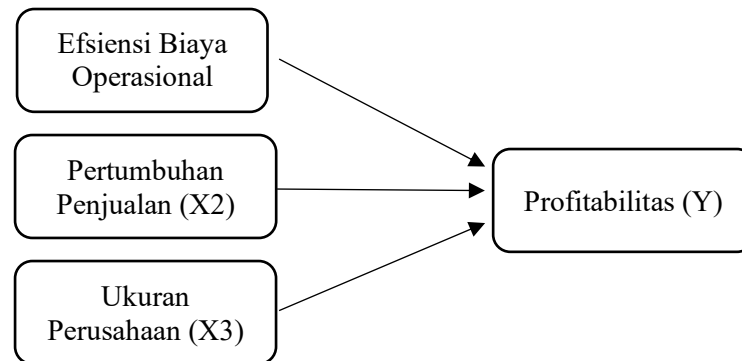 Efsiensi Biaya
Operasional
Pertumbuhan
Penjualan (X2)
Profitabilitas (Y)
Ukuran
Perusahaan (X3)